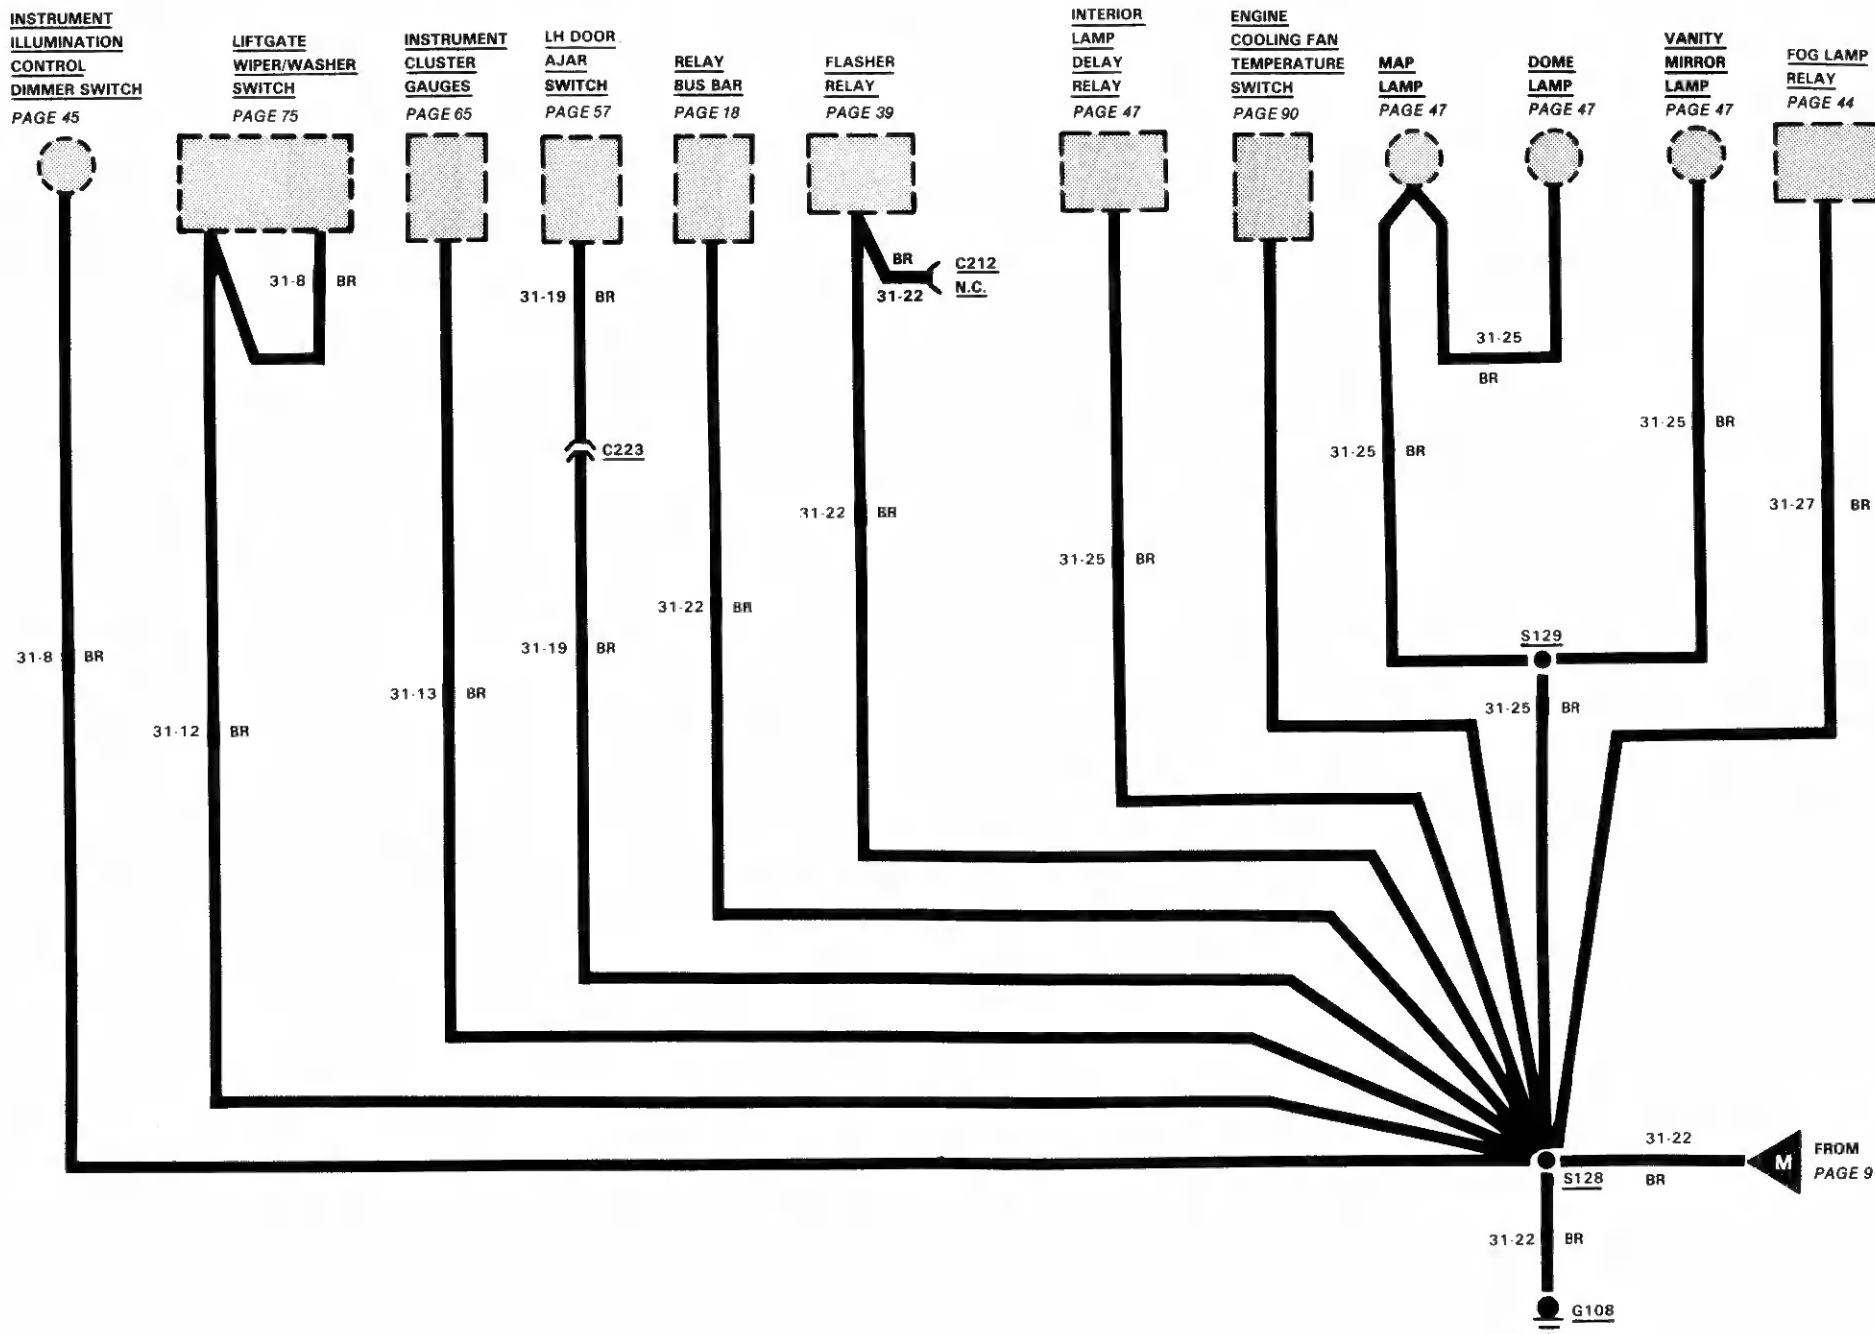 INSTRUMENT
ILLUMINATION
CONTROL
DIMMER SWITCH
PAGE 45
LIFTGATE
WIPER/WASHER
SWITCH
PAGE 75
INSTRUMENT
CLUSTER
GAUGES
PAGE 65
LH DOOR
AJAR
SWITCH
PAGE 57
RELAY
BUS BAR
PAGE 18
FLASHER
RELAY
PAGE 39
INTERIOR
LAMP
DELAY
RELAY
PAGE 47
ENGINE
COOLING FAN
TEMPERATURE
SWITCH
PAGE 90
MAP
LAMP
PAGE 47
DOME
LAMP
PAGE 47
VANITY
MIRROR
LAMP
PAGE 47
FOG LAMP
RELAY
PAGE 44
31-8 BR
31-19 BR
BR
31-22
C212
N.C.
31-25
BR
C223
31-25 BR
31-25 BR
31-27 BR
31-22 BR
31-25 BR
31-22 BR
31-8 BR
31-19 BR
S129
31-13 BR
31-25 BR
31-12 BR
31-22
BR
M
FROM
PAGE 9
S128
31-22 BR
G108